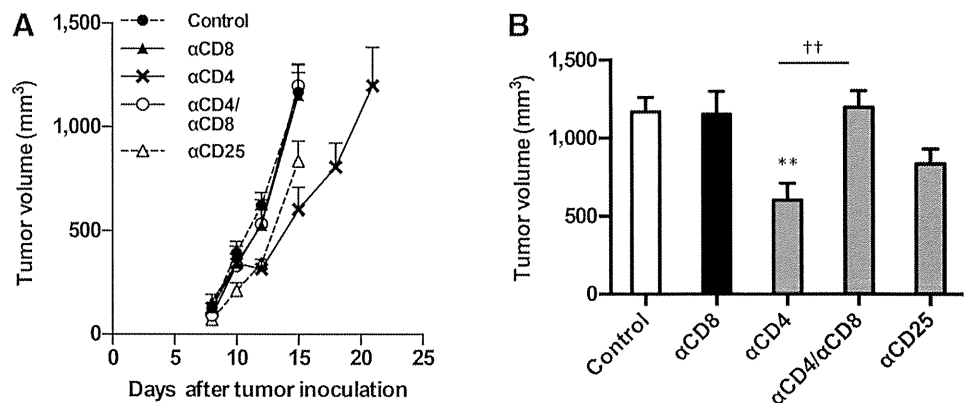 A
Tumor volume (mm³)
1,500
1,000
500
0
0 5 10 15 20 25
Days after tumor inoculation
Control
αCD8
αCD4
αCD4/
αCD8
αCD25
B
Tumor volume (mm³)
1,500
1,000
500
0
††
**
Control
αCD8
αCD4
αCD4/αCD8
αCD25